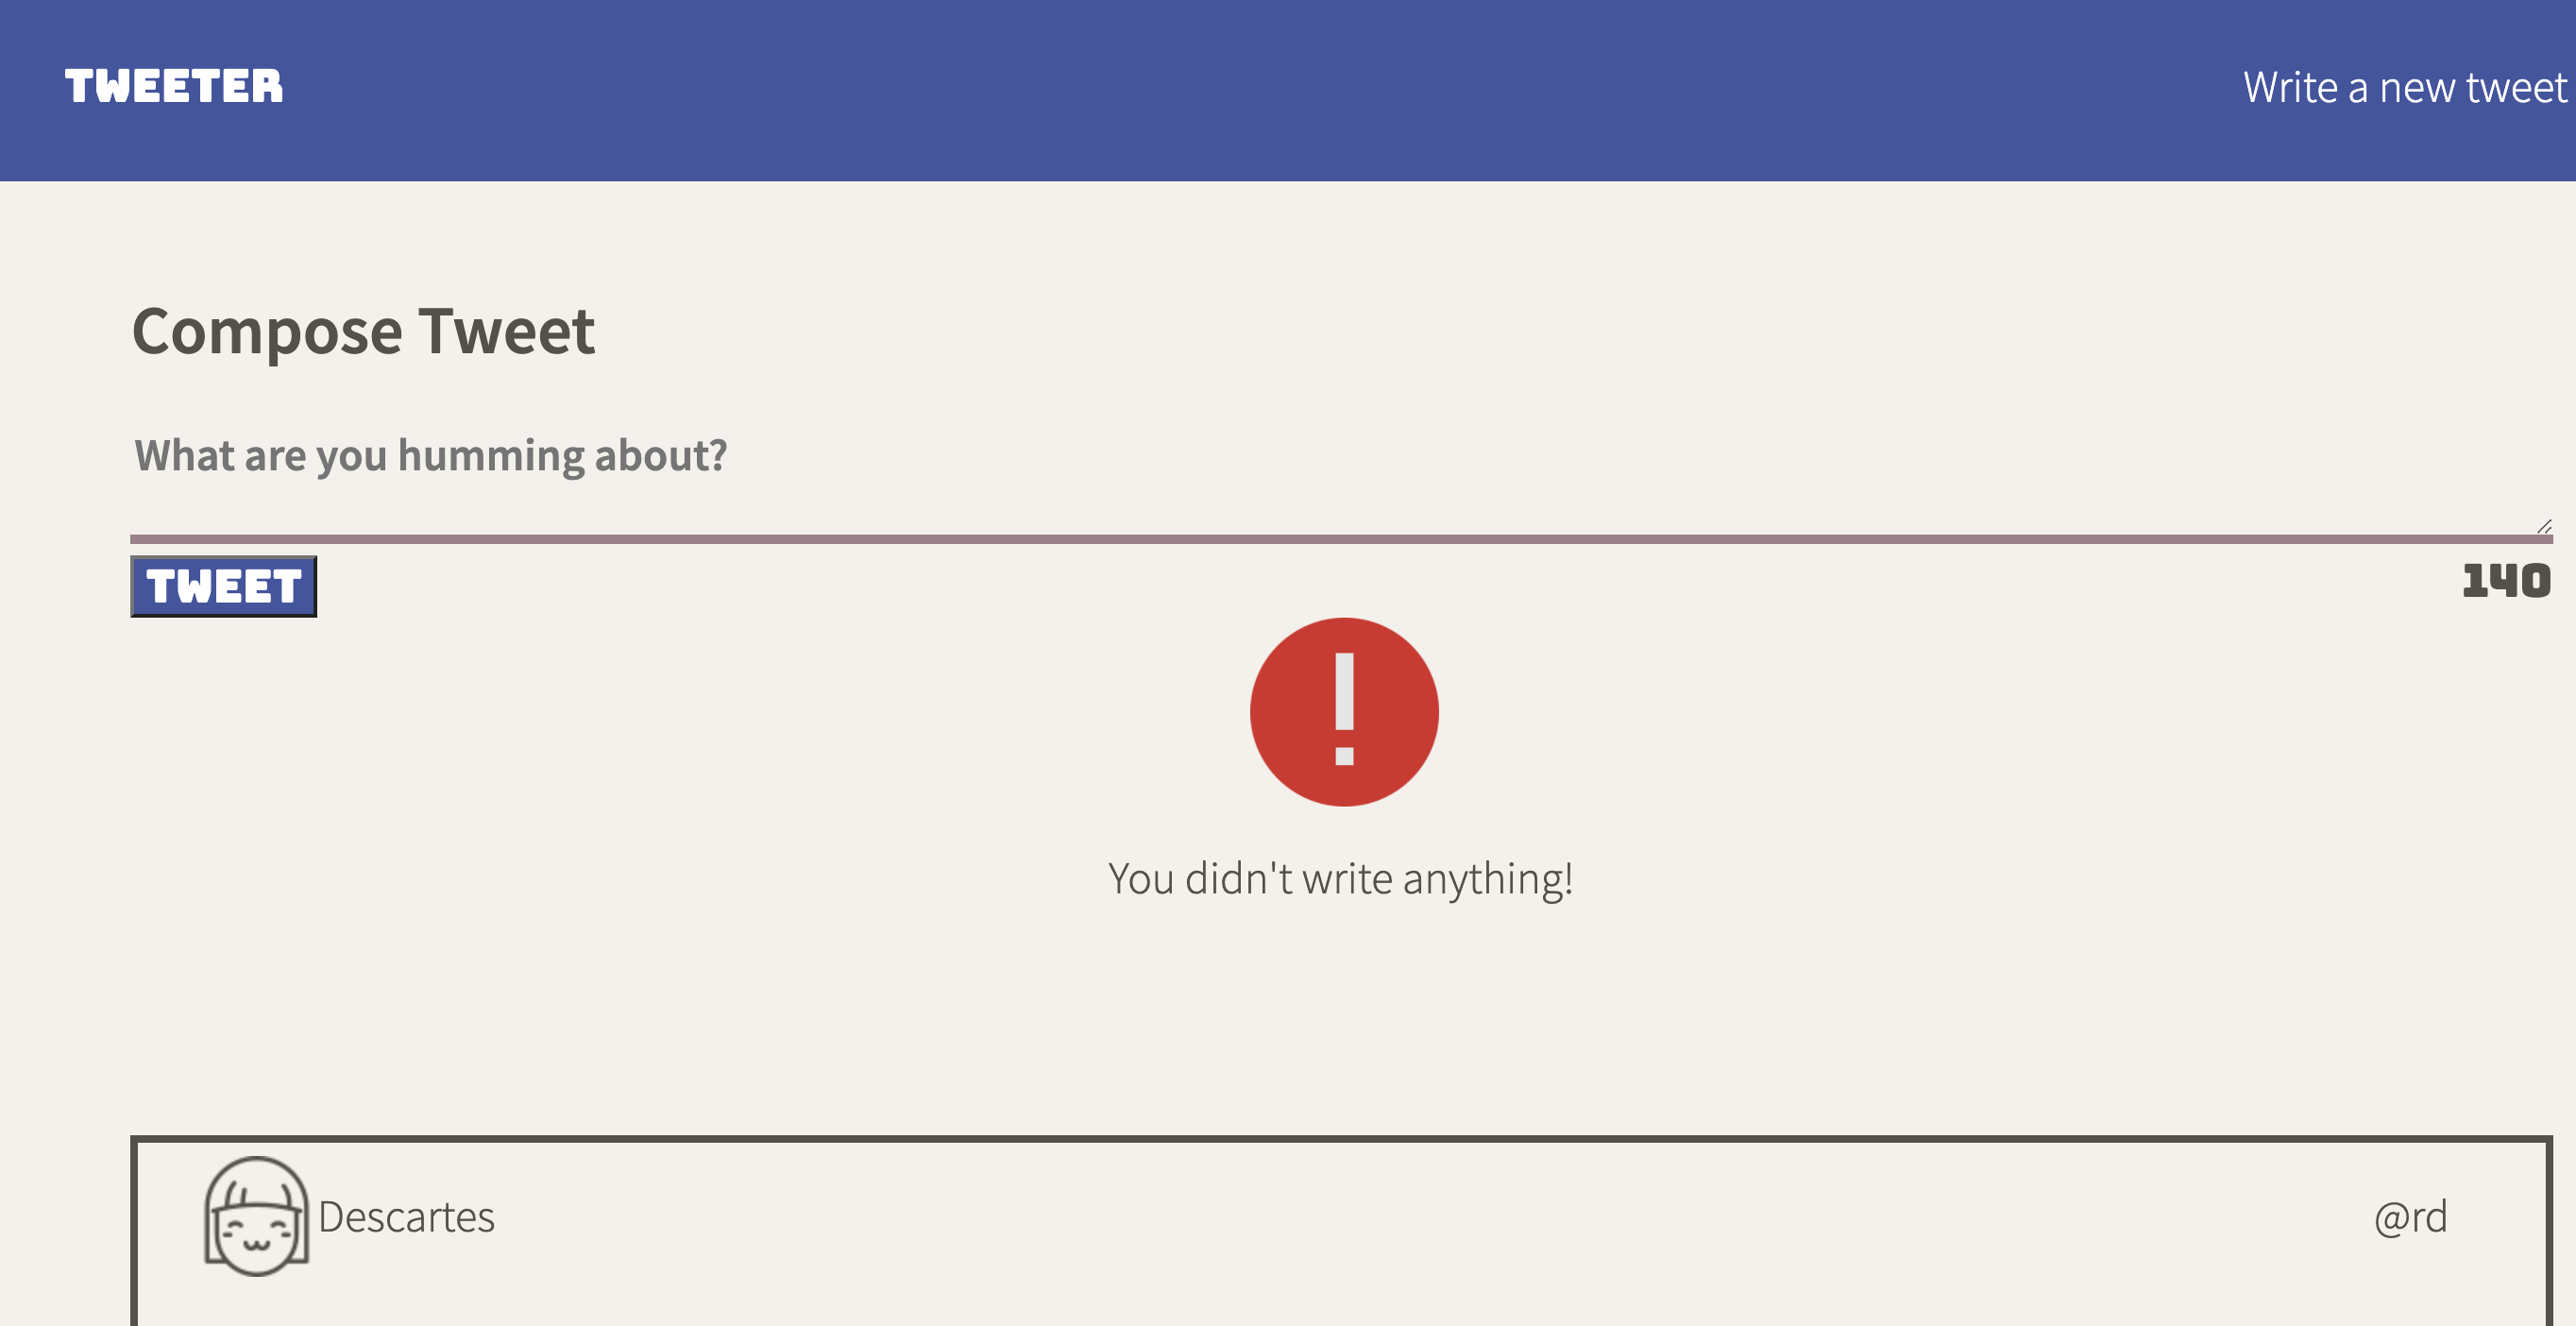 TWEETER
Write a new tweet
Compose Tweet
What are you humming about?
TWEET
140
!
You didn't write anything!
Descartes
@rd